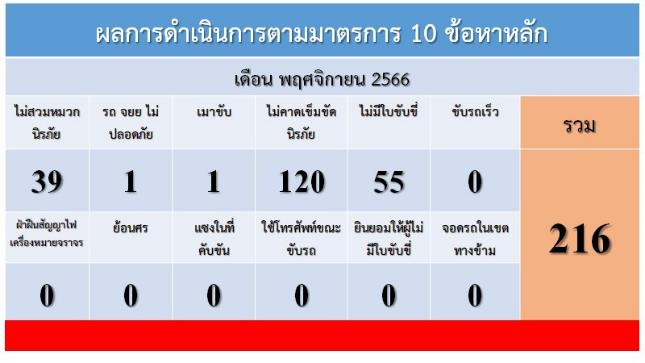 ผลการดำเนินการตามมาตรการ 10 ข้อหาหลัก
เดือน พฤศจิกายน 2566
ไม่สวมหมวก
นิรภัย
รถ จยย ไม่
ปลอดภัย
เมาขับ
ไม่คาดเข็มขัด
นิรภัย
ไม่มีใบขับขี่
ขับรถเร็ว
รวม
39
1
1
120
55
0
216
ฝ่าฝืนสัญญาไฟ
เครื่องหมายจราจร
ย้อนศร
แซงในที่
คับขัน
ใช้โทรศัพท์ขณะ
ขับรถ
ยินยอมให้ผู้ไม่
มีใบขับขี่
จอดรถในเขต
ทางข้าม
0
0
0
0
0
0